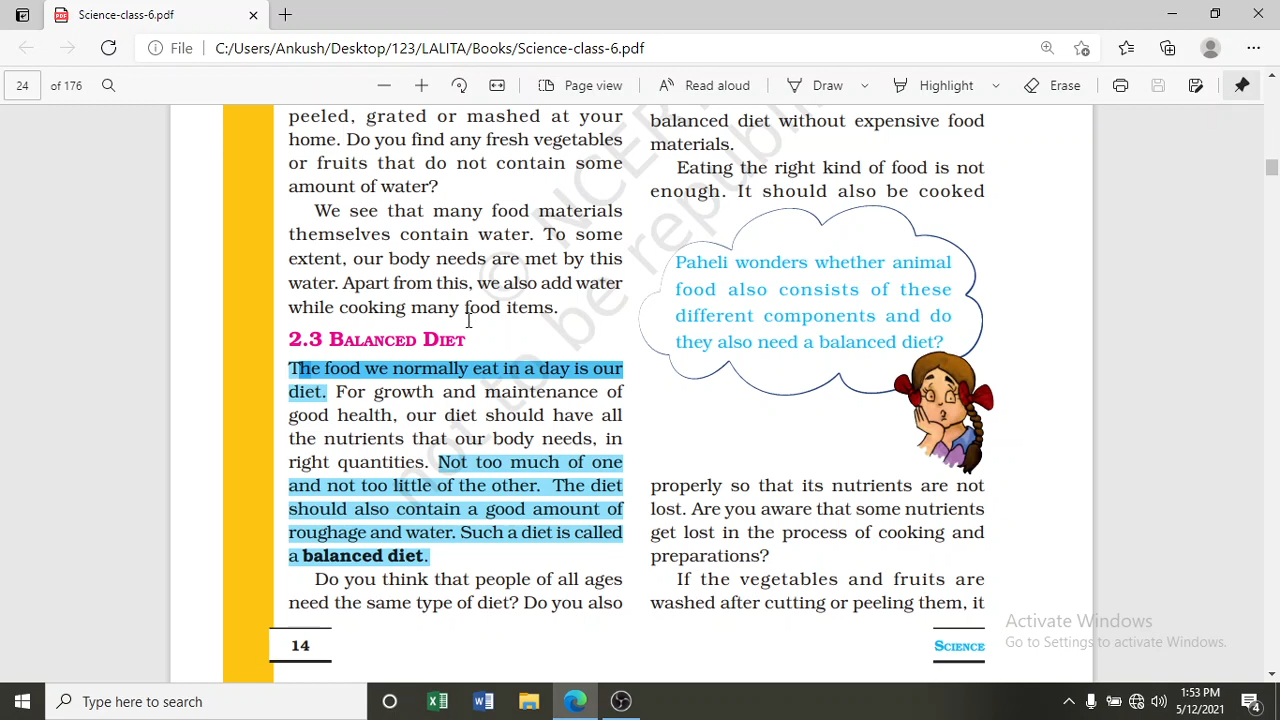 Science-class-6.pdf
File
C:/Users/Ankush/Desktop/123/LALITA/Books/Science-class-6.pdf
24 of 176
Page view
Read aloud
Draw
Highlight
Erase
peeled, grated or mashed at your
home. Do you find any fresh vegetables
or fruits that do not contain some
amount of water?
We see that many food materials
themselves contain water. To some
extent, our body needs are met by this
water. Apart from this, we also add water
while cooking many food items.
2.3 BALANCED DIET
The food we normally eat in a day is our
diet. For growth and maintenance of
good health, our diet should have all
the nutrients that our body needs, in
right quantities. Not too much of one
and not too little of the other. The diet
should also contain a good amount of
roughage and water. Such a diet is called
a balanced diet.
Do you think that people of all ages
need the same type of diet? Do you also
14
balanced diet without expensive food
materials.
Eating the right kind of food is not
enough. It should also be cooked
Paheli wonders whether animal
food also consists of these
different components and do
they also need a balanced diet?
properly so that its nutrients are not
lost. Are you aware that some nutrients
get lost in the process of cooking and
preparations?
If the vegetables and fruits are
washed after cutting or peeling them, it
SCIENCE
© NCER
not to be republi
Activate Windows
Go to Settings to activate Windows.
Type here to search
1:53 PM
5/12/2021
4